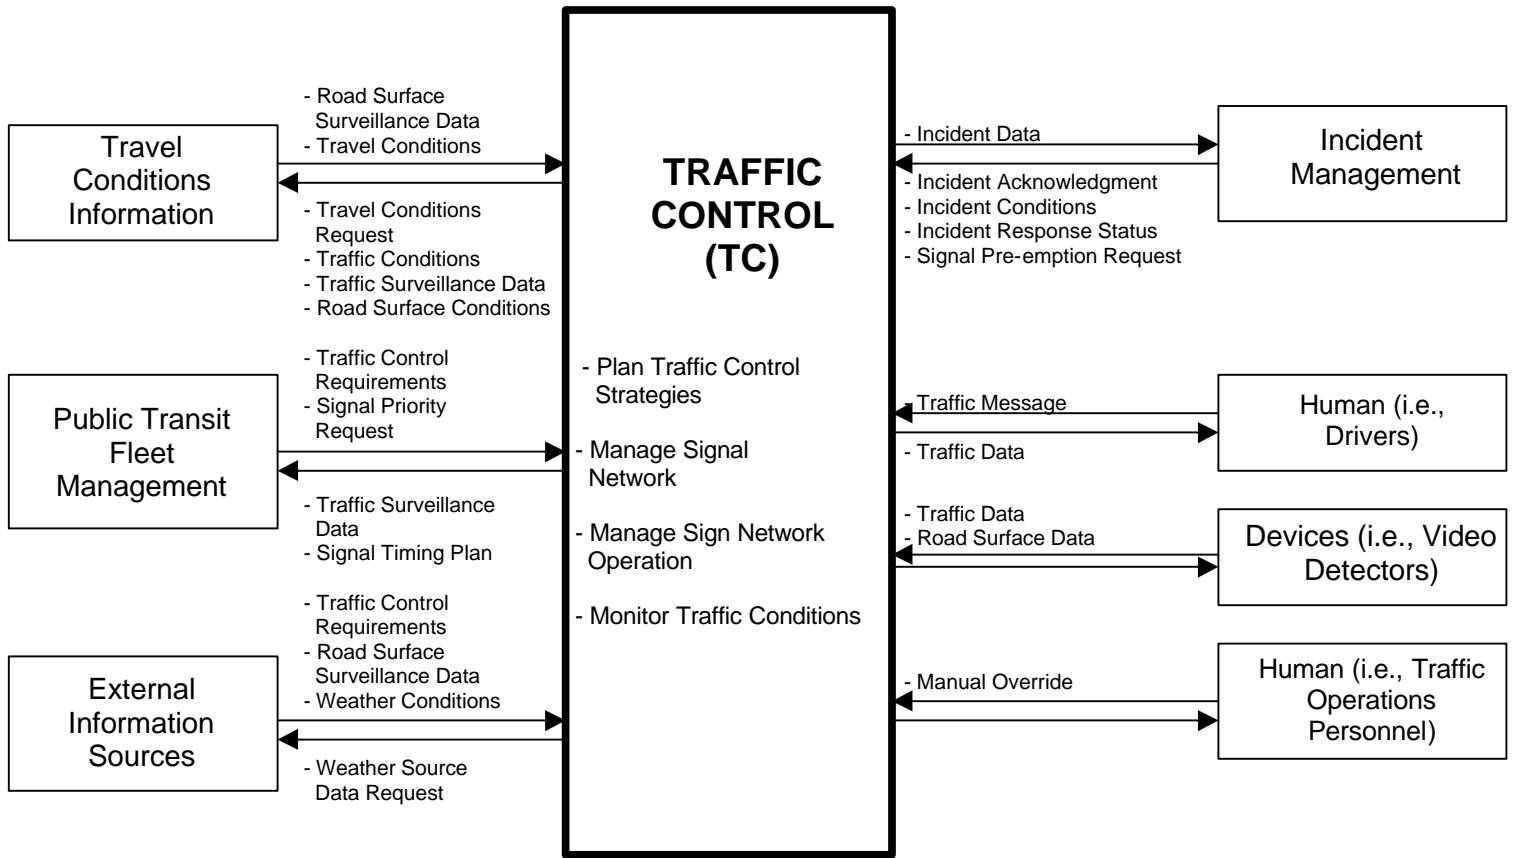 - Road Surface
Surveillance Data
- Travel Conditions
Travel
Conditions
Information
- Travel Conditions
Request
- Traffic Conditions
- Traffic Surveillance Data
- Road Surface Conditions
- Traffic Control
Requirements
- Signal Priority
Request
Public Transit
Fleet
Management
- Traffic Surveillance
Data
- Signal Timing Plan
- Traffic Control
Requirements
- Road Surface
Surveillance Data
- Weather Conditions
External
Information
Sources
- Weather Source
Data Request
TRAFFIC
CONTROL
(TC)
- Plan Traffic Control
Strategies
- Manage Signal
Network
- Manage Sign Network
Operation
- Monitor Traffic Conditions
- Incident Data
- Incident Acknowledgment
- Incident Conditions
- Incident Response Status
- Signal Pre-emption Request
Incident
Management
- Traffic Message
- Traffic Data
Human (i.e.,
Drivers)
- Traffic Data
- Road Surface Data
Devices (i.e., Video
Detectors)
- Manual Override
Human (i.e., Traffic
Operations
Personnel)